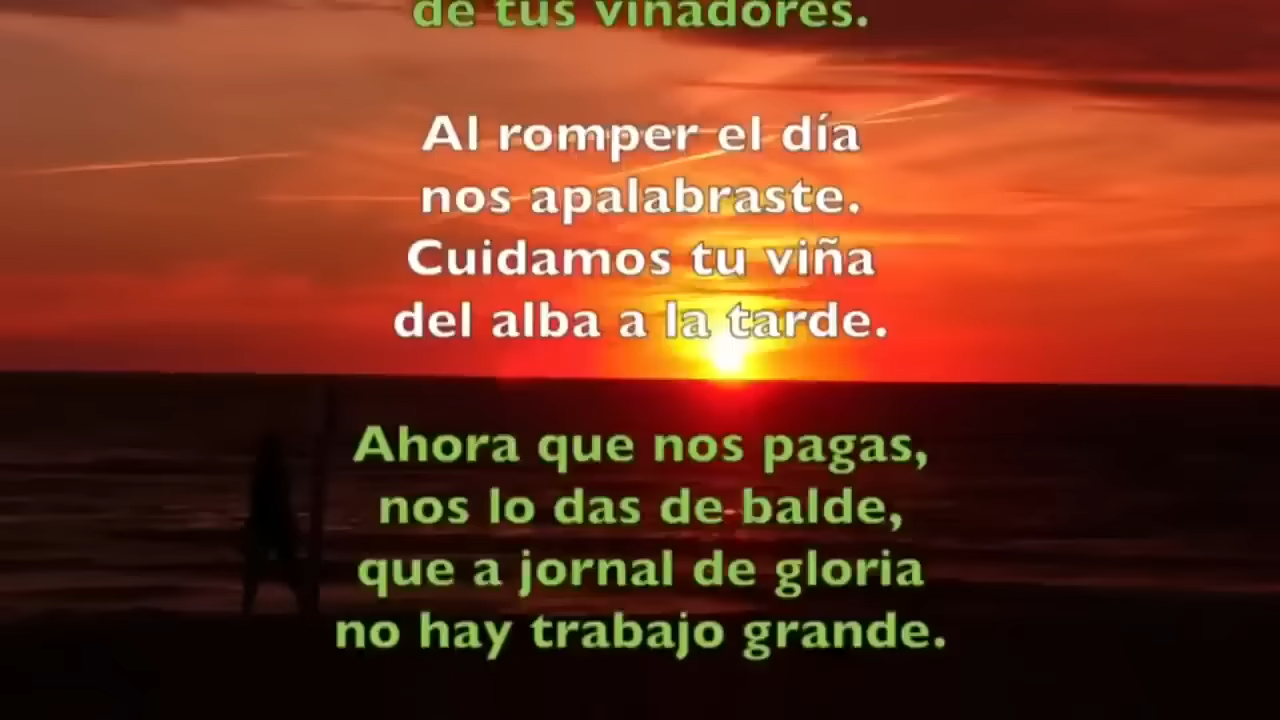 de tus viñadores.
Al romper el día
nos apalabraste.
Cuidamos tu viña
del alba a la tarde.
Ahora que nos pagas,
nos lo das de balde,
que a jornal de gloria
no hay trabajo grande.